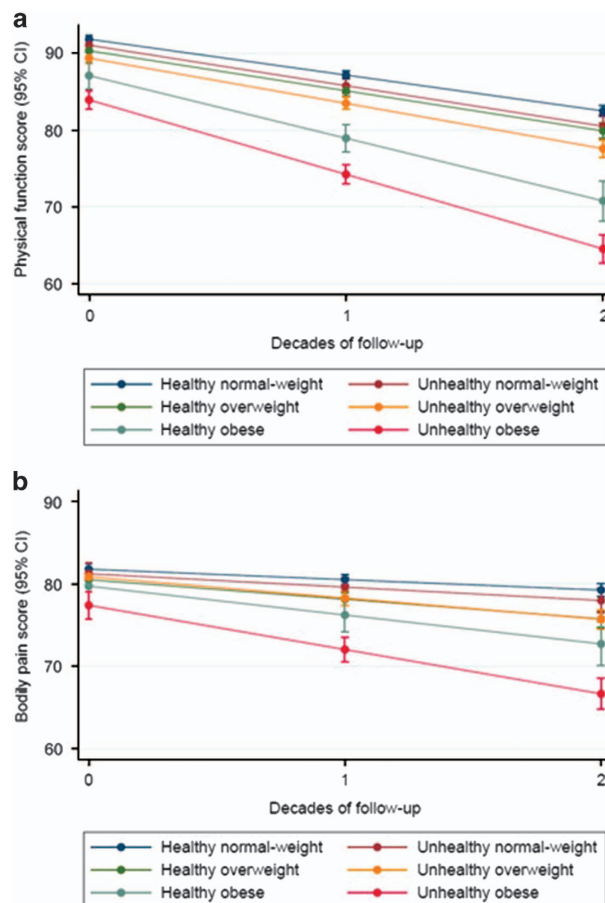 a
Physical function score (95% CI)
90
80
70
60
0 1 2
Decades of follow-up
Healthy normal-weight Unhealthy normal-weight
Healthy overweight Unhealthy overweight
Healthy obese Unhealthy obese
b
Bodily pain score (95% CI)
90
80
70
60
0 1 2
Decades of follow-up
Healthy normal-weight Unhealthy normal-weight
Healthy overweight Unhealthy overweight
Healthy obese Unhealthy obese